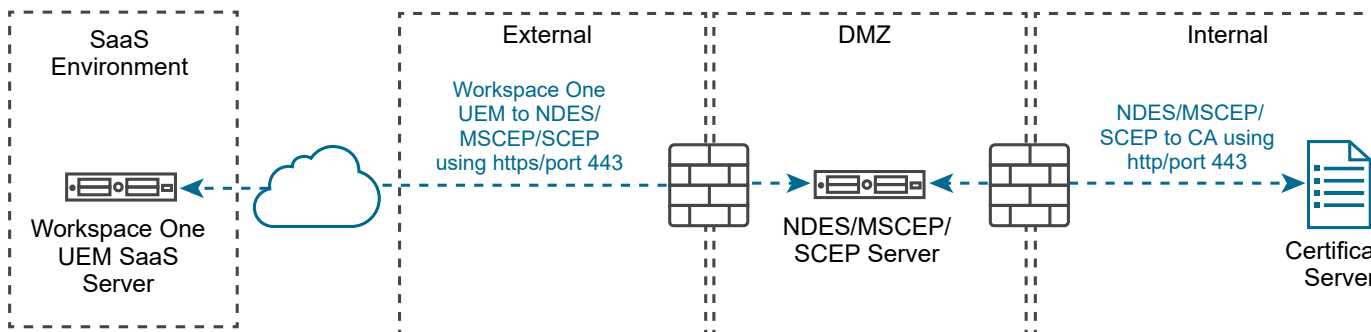 SaaS
Environment
Workspace One
UEM SaaS
Server
External
Workspace One
UEM to NDES/
MSCEP/SCEP
using https/port 443
DMZ
NDES/MSCEP/
SCEP Server
Internal
NDES/MSCEP/
SCEP to CA using
http/port 443
Server